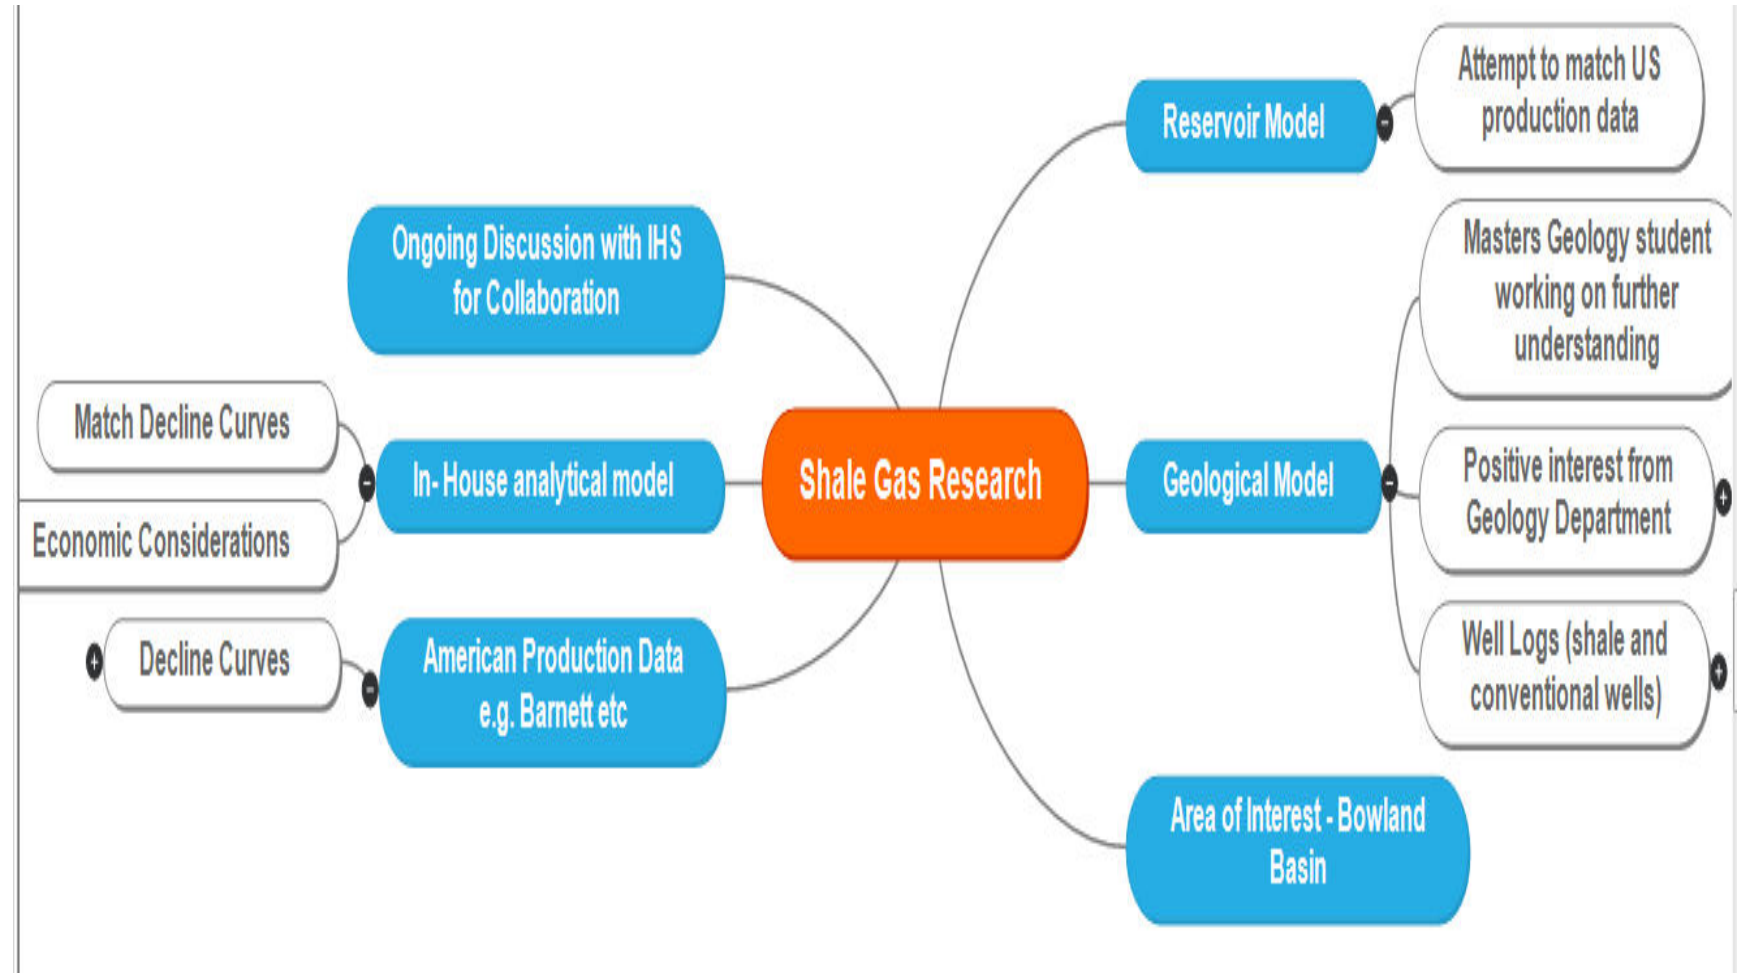 Attempt to match US
production data
Reservoir Model
Masters Geology student
working on further
understanding
Ongoing Discussion with IHS
for Collaboration
Match Decline Curves
In- House analytical model
Shale Gas Research
Geological Model
Positive interest from
Geology Department
Economic Considerations
Decline Curves
American Production Data
e.g. Barnett etc
Well Logs (shale and
conventional wells)
Area of Interest - Bowland
Basin